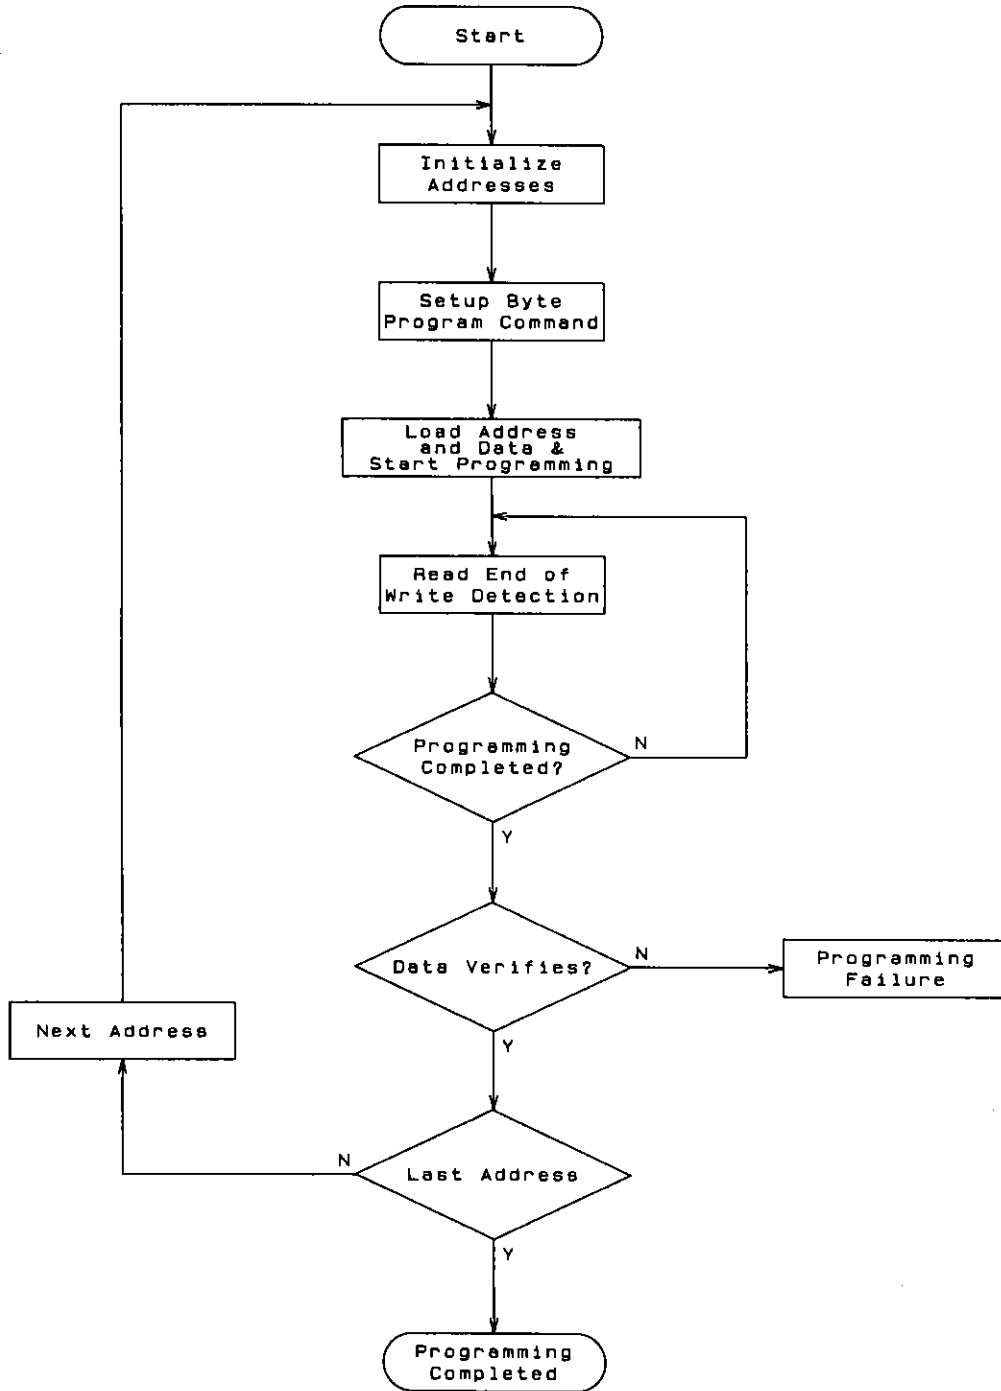 Start
Initialize
Addresses
Setup Byte
Program Command
Load Address
and Data &
Start Programming
Read End of
Write Detection
Programming
Completed?
N
Y
Data Verifies?
N
Programming
Failure
Next Address
Y
N
Last Address
Y
Programming
Completed